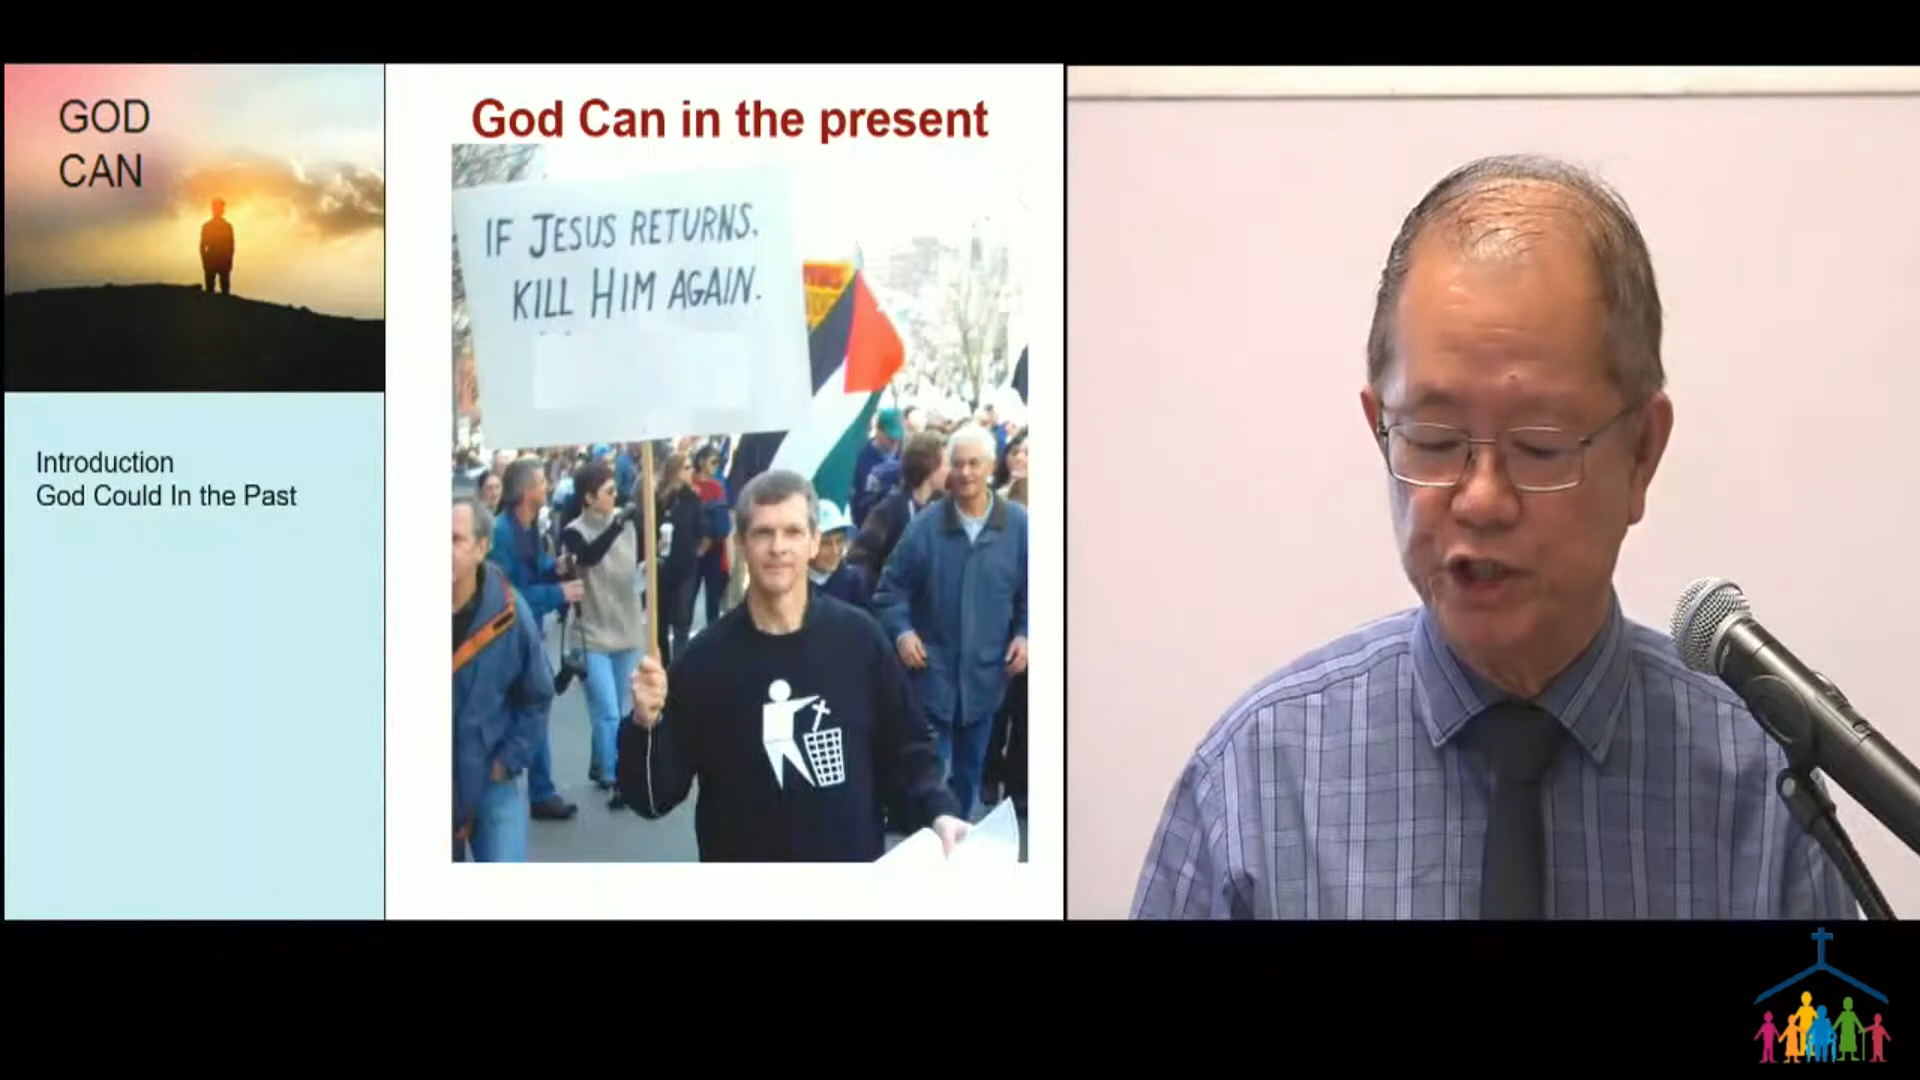 GOD
CAN
Introduction
God Could In the Past
God Can in the present
IF JESUS RETURNS,
KILL HIM AGAIN.